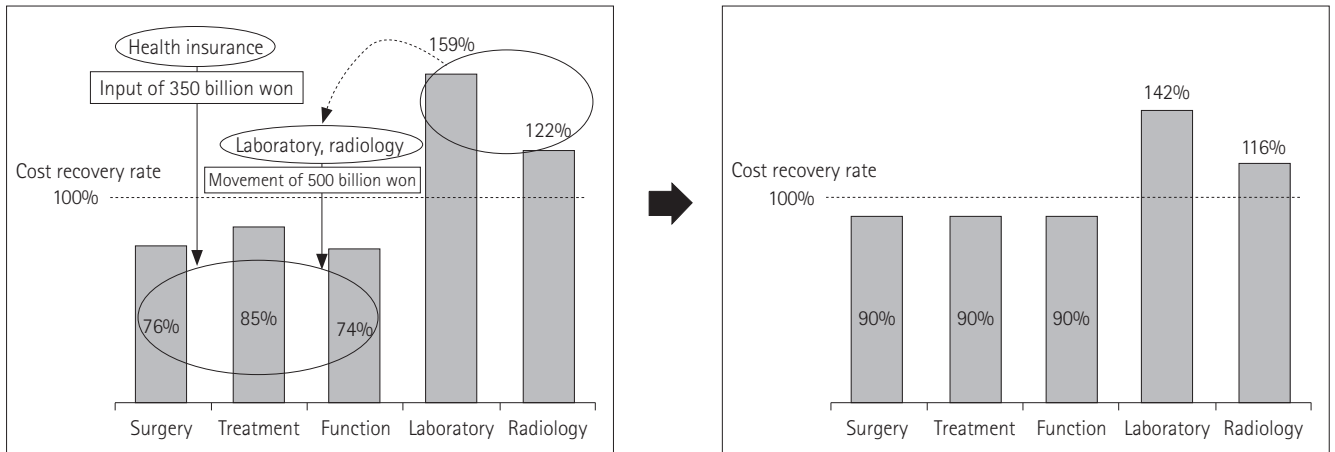 Health insurance
Input of 350 billion won
159%
Laboratory, radiology
Movement of 500 billion won
122%
Cost recovery rate
100%
76%
85%
74%
Surgery
Treatment
Function
Laboratory
Radiology
142%
116%
Cost recovery rate
100%
90%
90%
90%
Surgery
Treatment
Function
Laboratory
Radiology